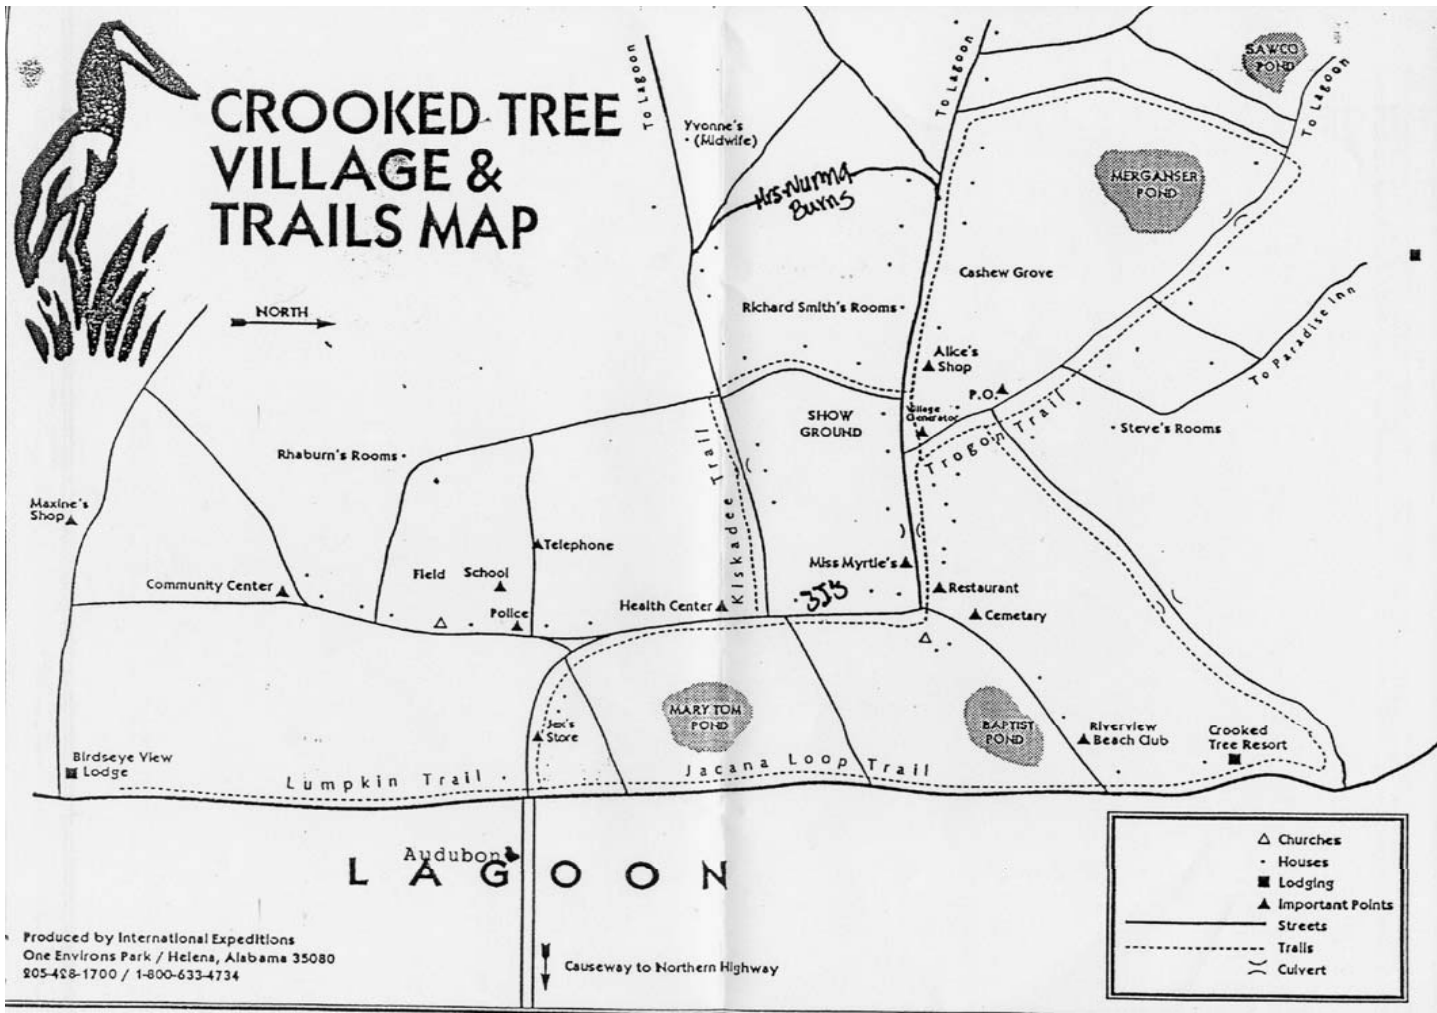 CROOKED TREE
VILLAGE &
TRAILS MAP
NORTH
To Lagoon
To Lagoon
To Lagoon
SAWCO
POND
Yvonne's
(Midwife)
Mrs. Nurma
Burns
MERGANSER
POND
Cashew Grove
Richard Smith's Rooms
To Paradise Inn
Alice's
Shop
P.O.
Village
Generator
SHOW
GROUND
Trogon Trail
Steve's Rooms
Rhaburn's Rooms
Kiskadee Trail
Maxine's
Shop
Telephone
Miss Myrtle's
Field
School
Community Center
Restaurant
Police
Health Center
3J's
Cemetary
MARY TOM
POND
Jex's
Store
BAPTIST
POND
Riverview
Beach Club
Crooked
Tree Resort
Birdseye View
Lodge
Lumpkin Trail
Jacana Loop Trail
Audubon
LAGOON
Churches
Houses
Lodging
Important Points
Streets
Trails
Culvert
Produced by International Expeditions
One Environs Park / Helena, Alabama 35080
205-428-1700 / 1-800-633-4734
Causeway to Northern Highway